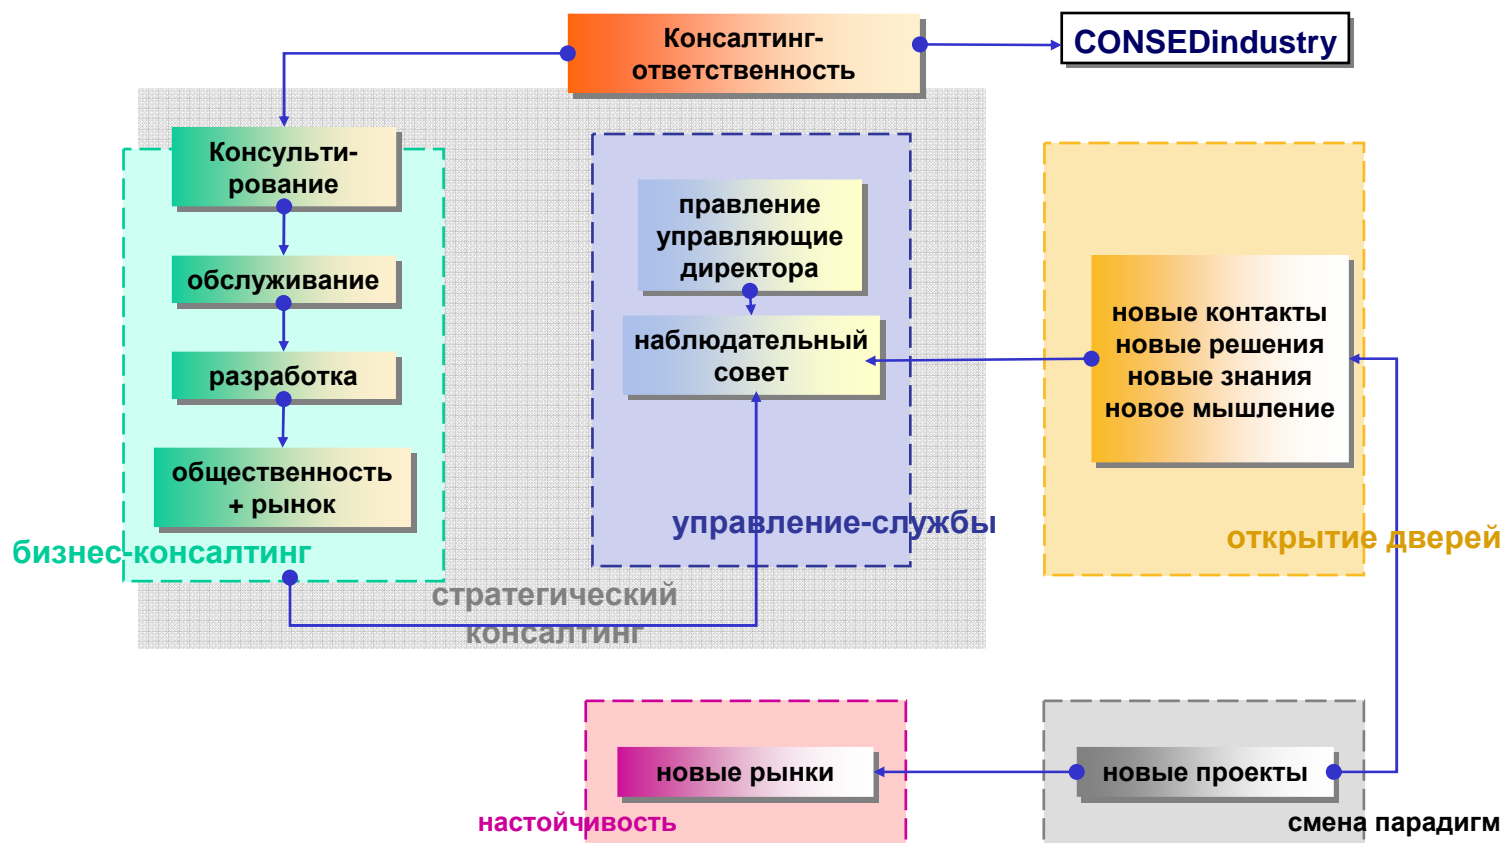 Консалтинг-
ответственность
CONSEDindustry
Консульти-
рование
обслуживание
разработка
общественность
+ рынок
бизнес-консалтинг
правление
управляющие
директора
наблюдательный
совет
управление-службы
стратегический
консалтинг
новые контакты
новые решения
новые знания
новое мышление
открытие дверей
новые рынки
настойчивость
новые проекты
смена парадигм